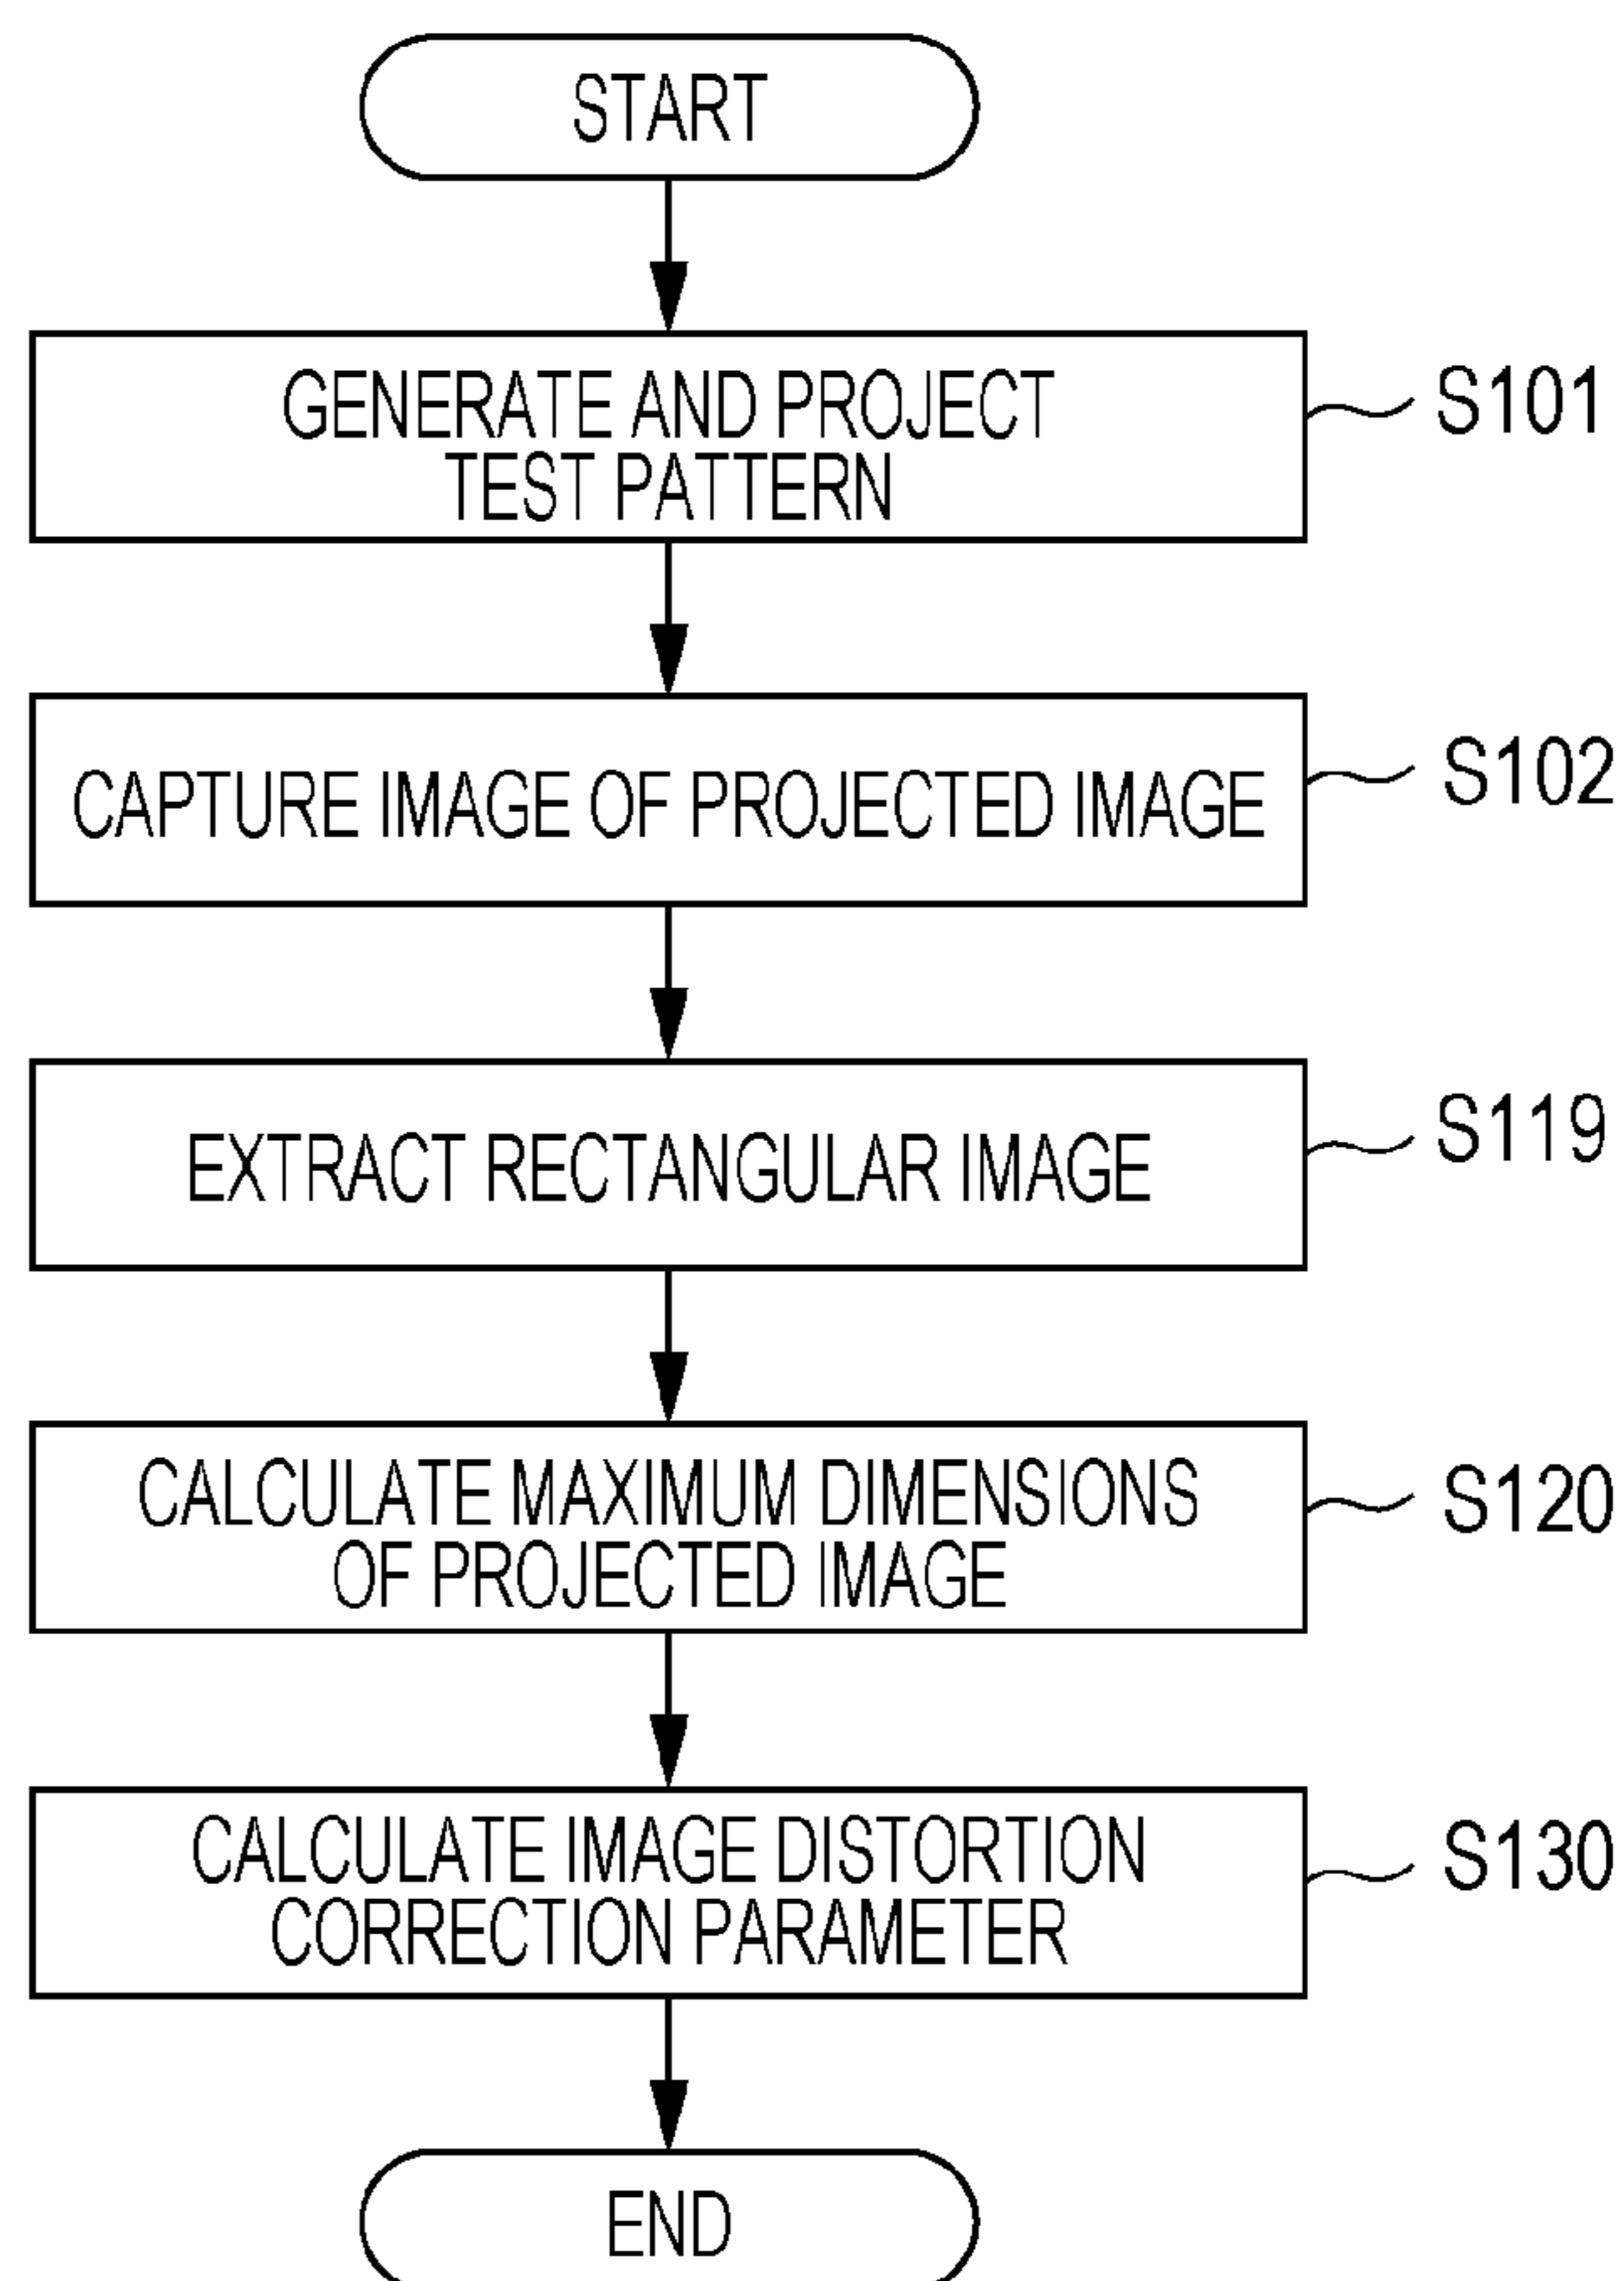 START
GENERATE AND PROJECT
TEST PATTERN
S101
CAPTURE IMAGE OF PROJECTED IMAGE
S102
EXTRACT RECTANGULAR IMAGE
S119
CALCULATE MAXIMUM DIMENSIONS
OF PROJECTED IMAGE
S120
CALCULATE IMAGE DISTORTION
CORRECTION PARAMETER
S130
END